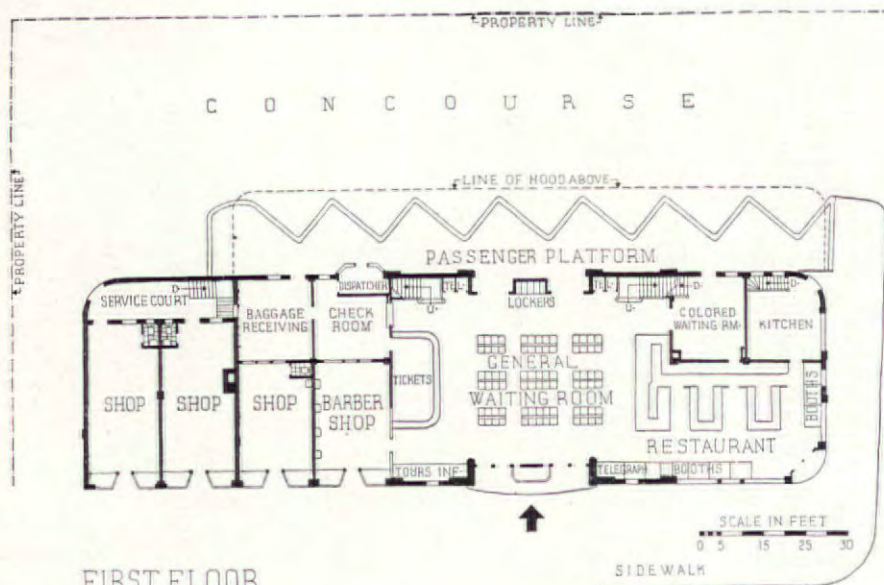 PROPERTY LINE
CONCOURSE
PROPERTY LINE
LINE OF HOOD ABOVE
PASSENGER PLATFORM
SERVICE COURT
D-
BAGGAGE
RECEIVING
DISPATCHER
CHECK
ROOM
U-
TEL-
LOCKERS
TEL-
U-
D-
COLORED
WAITING RM-
D-
KITCHEN
SHOP
SHOP
SHOP
BARBER
SHOP
TICKETS
GENERAL
WAITING ROOM
BOOTHS
RESTAURANT
TOURS INF-
TELEGRAPH
BOOTHS
SCALE IN FEET
0 5 15 25 30
SIDEWALK
FIRST FLOOR